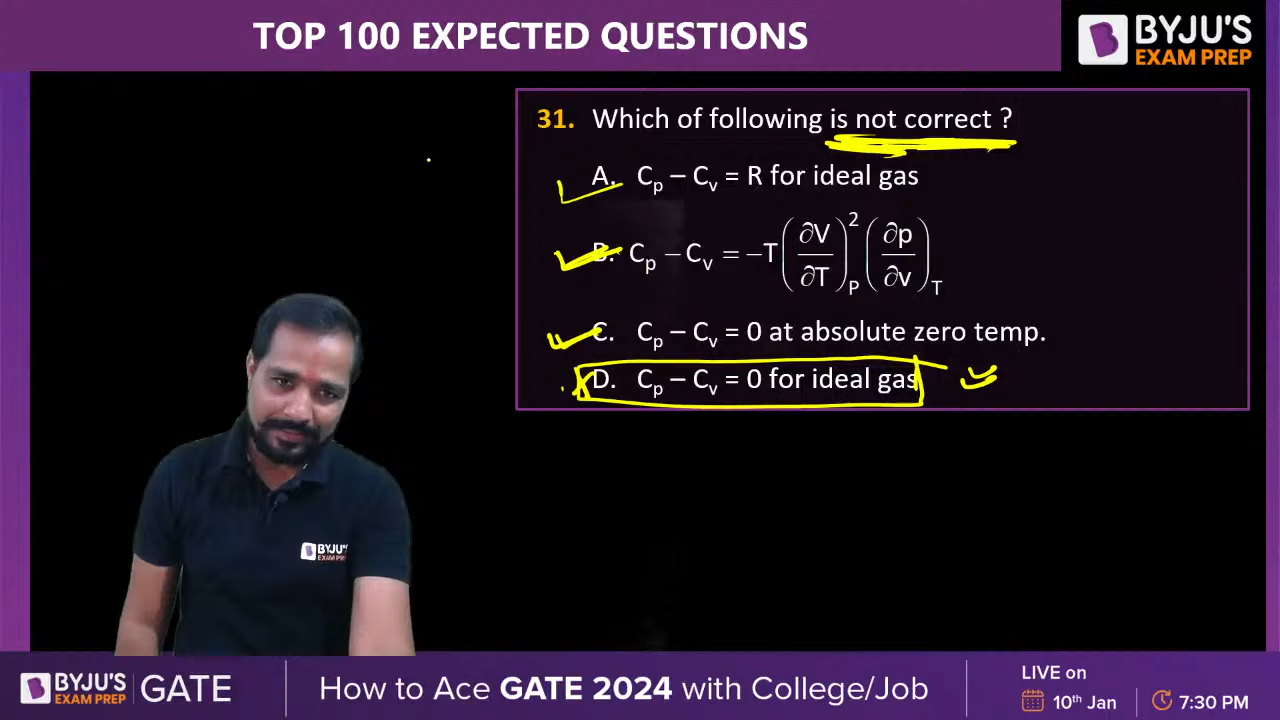 TOP 100 EXPECTED QUESTIONS
BYJU'S
EXAM PREP
31. Which of following is not correct ?
A. Cp – Cv = R for ideal gas
B. Cp – Cv = –T(∂V/∂T)²P (∂p/∂v)T
C. Cp – Cv = 0 at absolute zero temp.
D. Cp – Cv = 0 for ideal gas
BYJU'S
EXAM PREP
BYJU'S
EXAM PREP
GATE
How to Ace GATE 2024 with College/Job
LIVE on
10th Jan
7:30 PM